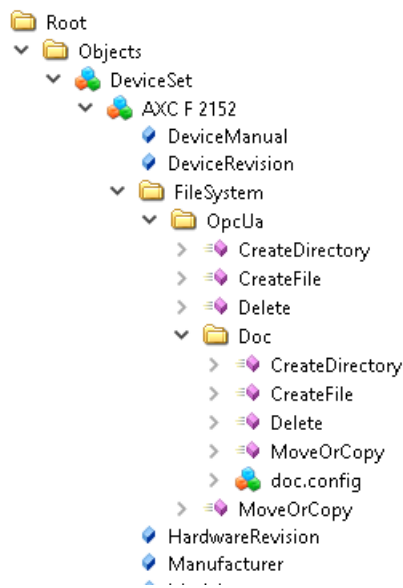 Root
Objects
DeviceSet
AXC F 2152
DeviceManual
DeviceRevision
FileSystem
OpcUa
CreateDirectory
CreateFile
Delete
Doc
CreateDirectory
CreateFile
Delete
MoveOrCopy
doc.config
MoveOrCopy
HardwareRevision
Manufacturer